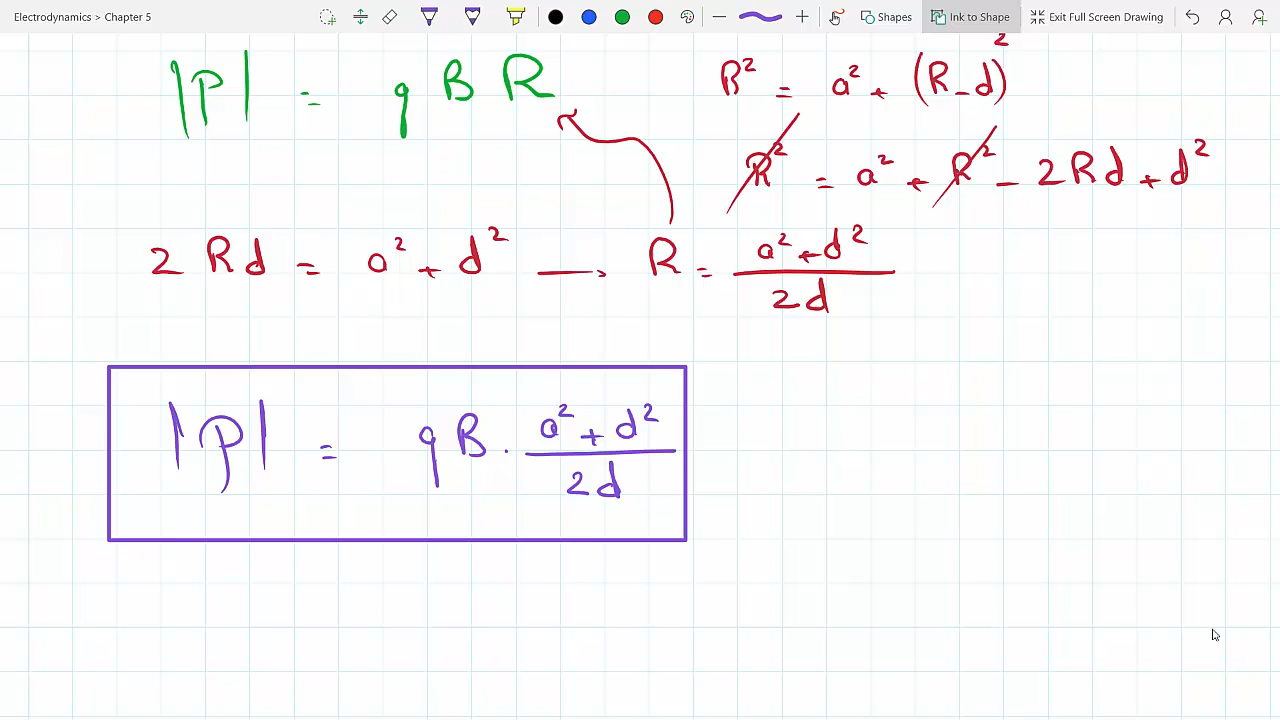 Electrodynamics > Chapter 5 Shapes Ink to Shape Exit Full Screen Drawing
|P| = q B R
R² = a² + (R - d)²
R² = a² + R² - 2Rd + d²
2 R d = a² + d² → R = (a² + d²) / 2d
|P| = q B · (a² + d²) / 2d